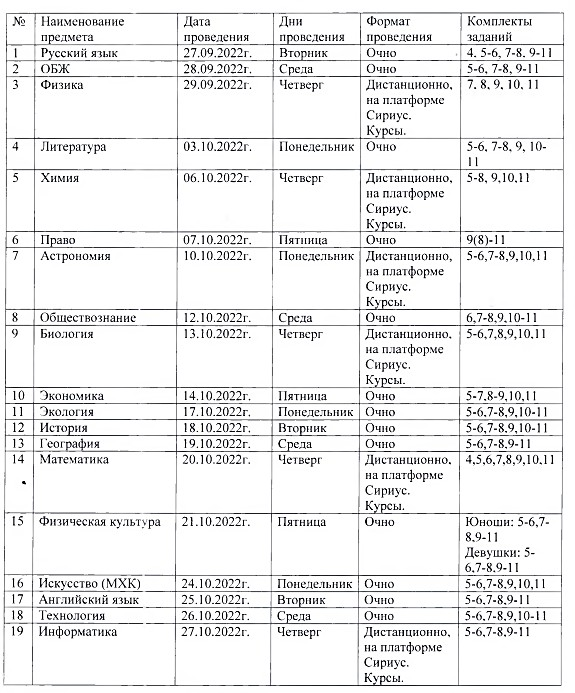 № Наименование предмета Дата проведения Дни проведения Формат проведения Комплекты заданий
1 Русский язык 27.09.2022г. Вторник Очно 4, 5-6, 7-8, 9-11
2 ОБЖ 28.09.2022г. Среда Очно 5-6, 7-8, 9-11
3 Физика 29.09.2022г. Четверг Дистанционно, 7, 8, 9, 10, 11
на платформе
Сириус.
Курсы.
4 Литература 03.10.2022г. Понедельник Очно 5-6, 7-8, 9, 10-
11
5 Химия 06.10.2022г. Четверг Дистанционно, 5-8, 9,10,11
на платформе
Сириус.
Курсы.
6 Право 07.10.2022г. Пятница Очно 9(8)-11
7 Астрономия 10.10.2022г. Понедельник Дистанционно, 5-6,7-8,9,10,11
на платформе
Сириус.
Курсы.
8 Обществознание 12.10.2022г. Среда Очно 6,7-8,9,10-11
9 Биология 13.10.2022г. Четверг Дистанционно, 5-6,7,8,9,10,11
на платформе
Сириус.
Курсы.
10 Экономика 14.10.2022г. Пятница Очно 5-7,8-9,10,11
11 Экология 17.10.2022г. Понедельник Очно 5-6,7-8,9,10-11
12 История 18.10.2022г. Вторник Очно 5-6,7-8,9,10-11
13 География 19.10.2022г. Среда Очно 5-6,7-8,9-11
14 Математика 20.10.2022г. Четверг Дистанционно, 4,5,6,7,8,9,10,11
на платформе
Сириус.
Курсы.
15 Физическая культура 21.10.2022г. Пятница Очно Юноши: 5-6,7-
8,9-11
Девушки: 5-
6,7-8,9-11
16 Искусство (МХК) 24.10.2022г. Понедельник Очно 5-6,7-8,9,10,11
17 Английский язык 25.10.2022г. Вторник Очно 5-6,7-8,9-11
18 Технология 26.10.2022г. Среда Очно 5-6,7-8,9,10-11
19 Информатика 27.10.2022г. Четверг Дистанционно, 5-6,7-8,9-11
на платформе
Сириус.
Курсы.